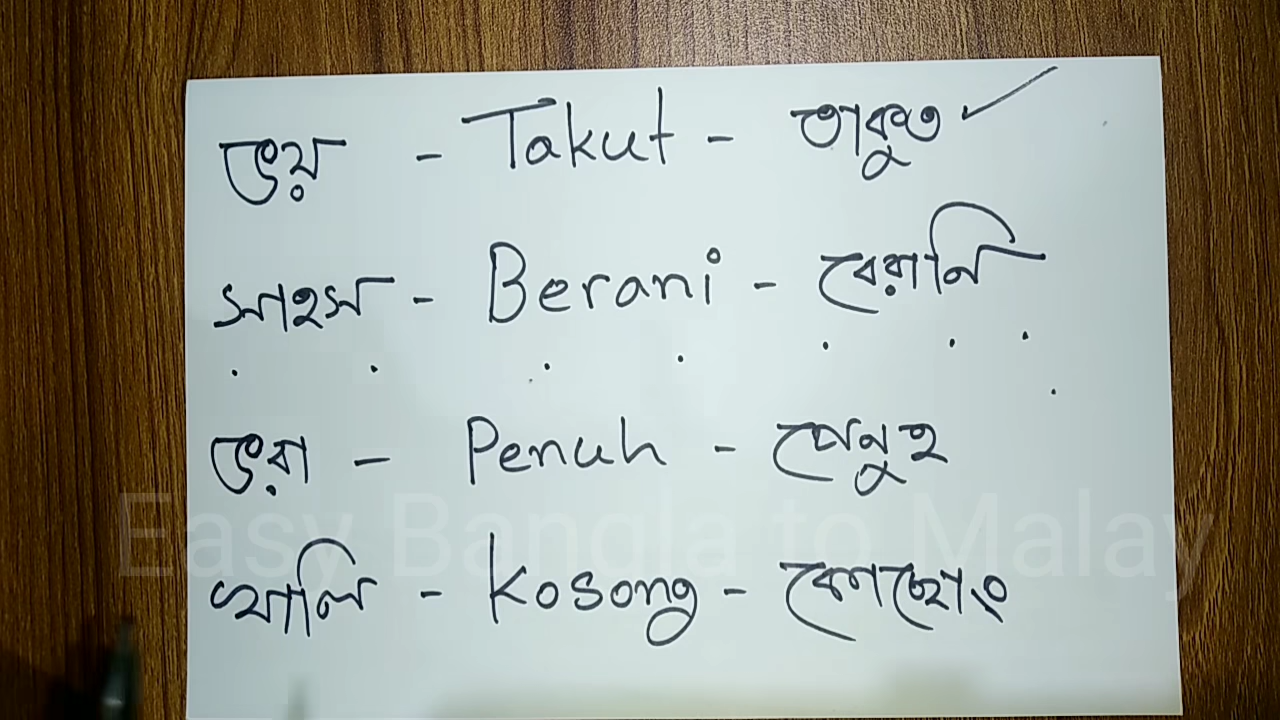 ভয় - Takut - তাকুত
সাহস - Berani - বেরানি
ভরা - Penuh - পেনুহ
Easy Bangla to Malay
খালি - Kosong - কোছোং